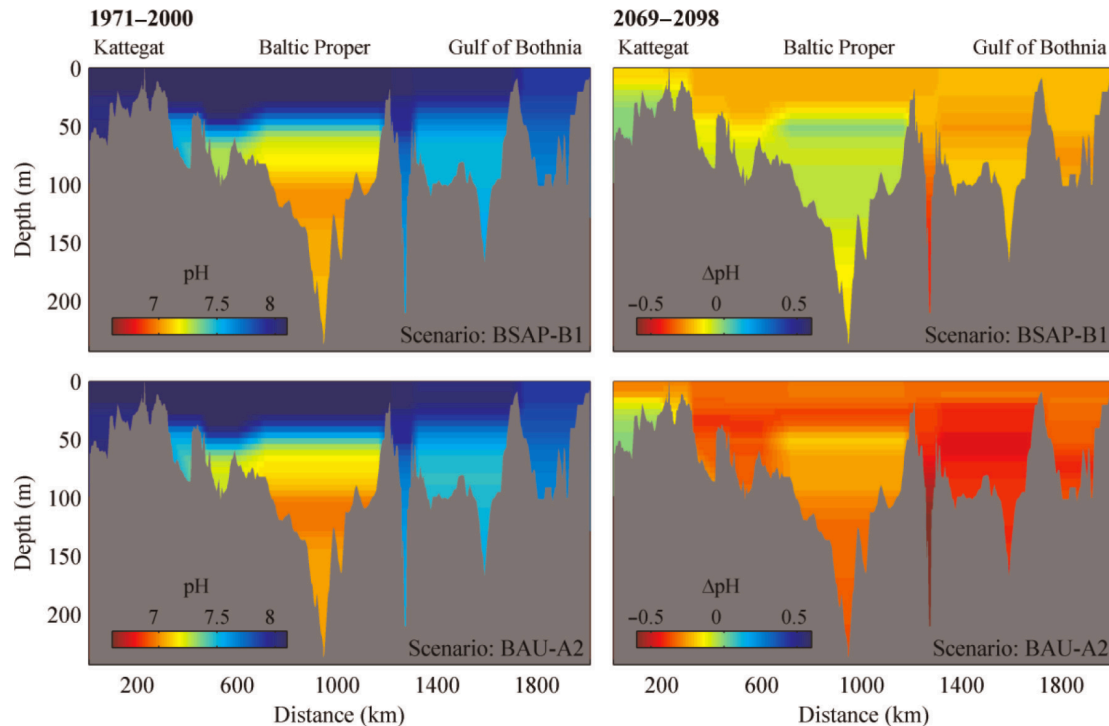 1971–2000
2069–2098
Kattegat Baltic Proper Gulf of Bothnia
Kattegat Baltic Proper Gulf of Bothnia
0
50
100
150
200
Depth (m)
pH
7 7.5 8
Scenario: BSAP-B1
ΔpH
−0.5 0 0.5
Scenario: BSAP-B1
0
50
100
150
200
Depth (m)
pH
7 7.5 8
Scenario: BAU-A2
ΔpH
−0.5 0 0.5
Scenario: BAU-A2
200 600 1000 1400 1800
200 600 1000 1400 1800
Distance (km)
Distance (km)